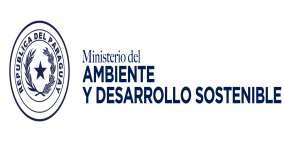 REPUBLICA DEL PARAGUAY
Ministerio del
AMBIENTE
Y DESARROLLO SOSTENIBLE